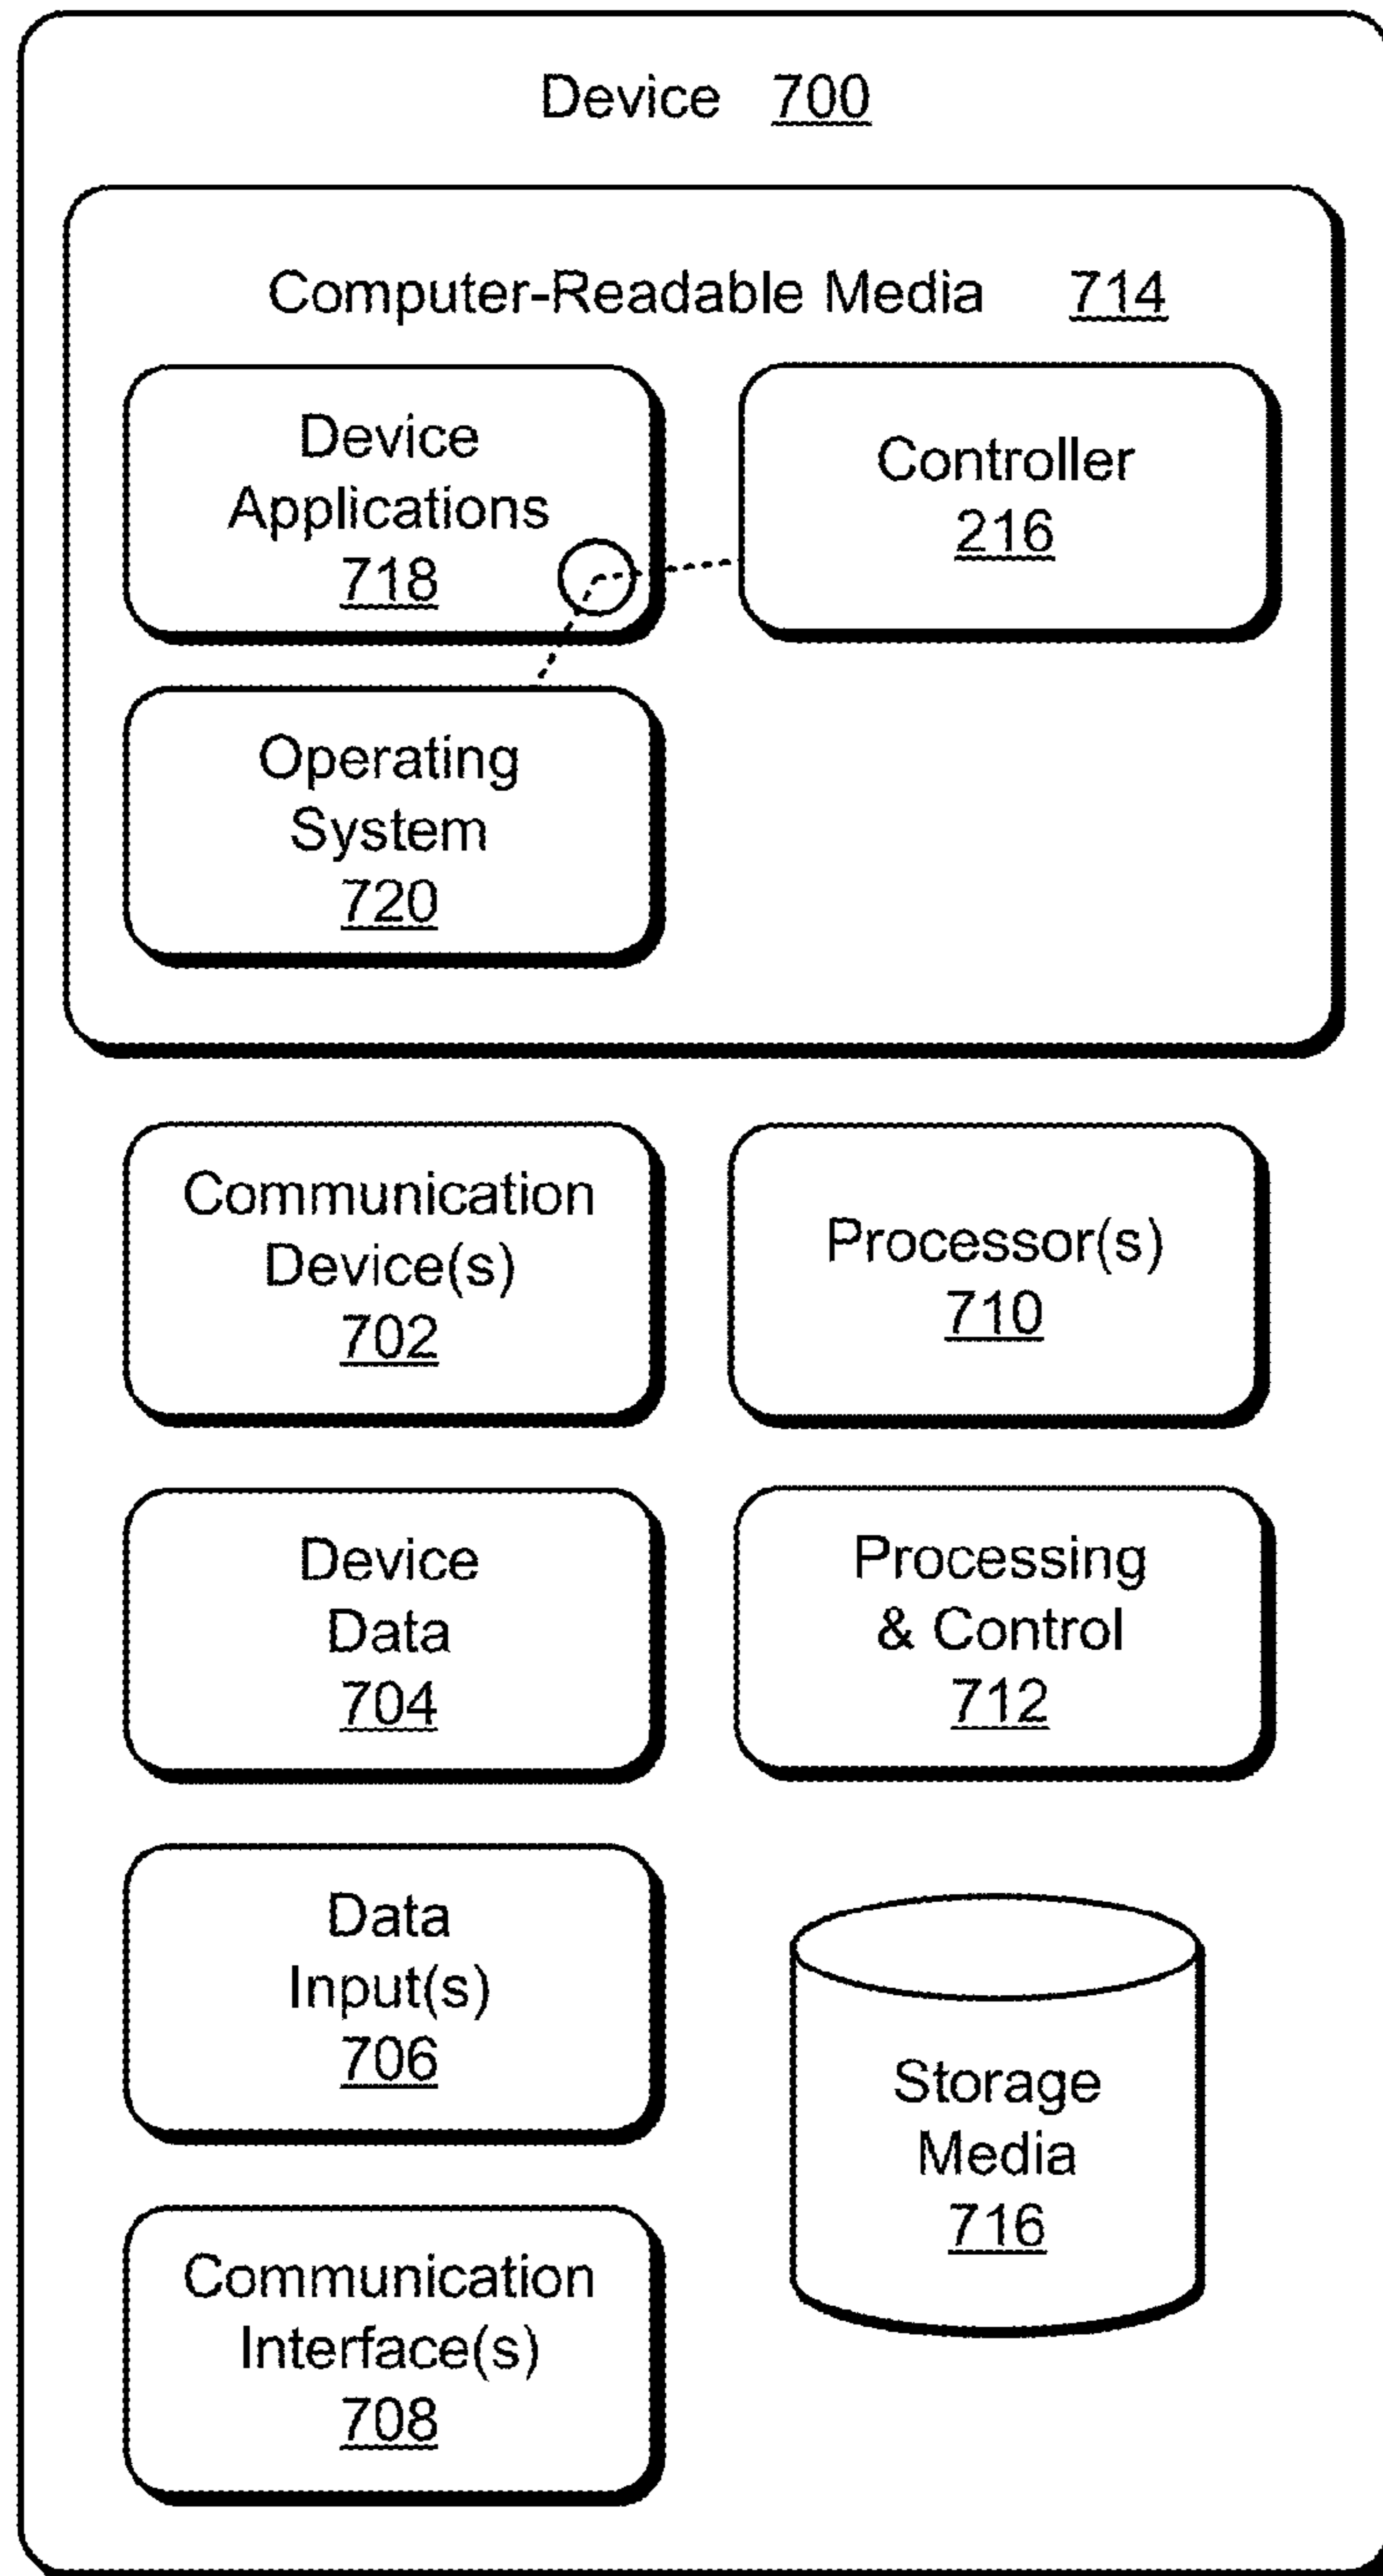 Device 700
Computer-Readable Media 714
Device
Applications
718
Controller
216
Operating
System
720
Communication
Device(s)
702
Processor(s)
710
Device
Data
704
Processing
& Control
712
Data
Input(s)
706
Storage
Media
716
Communication
Interface(s)
708